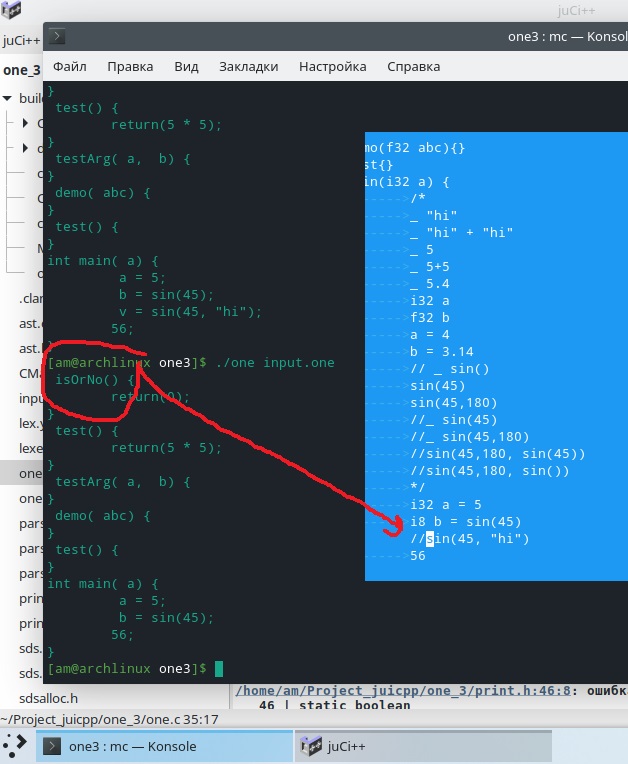 juCi++
juCi++
one3 : mc — Konsol
Файл Правка Вид Закладки Настройка Справка
one_3
buil
C
d
c
C
c
M
o
.clar
ast.
ast.
CMa
inpu
lex.y
lexe
one
one
pars
pars
pars
prin
prin
sds.
sds.
sdsalloc.h
}
test() {
return(5 * 5);
}
testArg( a, b) {
}
demo( abc) {
}
test() {
}
int main( a) {
a = 5;
b = sin(45);
v = sin(45, "hi");
56;
}
[am@archlinux one3]$ ./one input.one
isOrNo() {
return(0);
}
test() {
return(5 * 5);
}
testArg( a, b) {
}
demo( abc) {
}
test() {
}
int main( a) {
a = 5;
b = sin(45);
56;
}
[am@archlinux one3]$
mo(f32 abc){}
st{}
in(i32 a) {
/*
_ "hi"
_ "hi" + "hi"
_ 5
_ 5+5
_ 5.4
i32 a
f32 b
a = 4
b = 3.14
// _ sin()
sin(45)
sin(45,180)
//_ sin(45)
//_ sin(45,180)
//sin(45,180, sin(45))
//sin(45,180, sin())
*/
i32 a = 5
i8 b = sin(45)
//sin(45, "hi")
56
/home/am/Project_juicpp/one_3/print.h:46:8: ошибка
46 | static boolean
~/Project_juicpp/one_3/one.c 35:17
one3 : mc — Konsole
juCi++